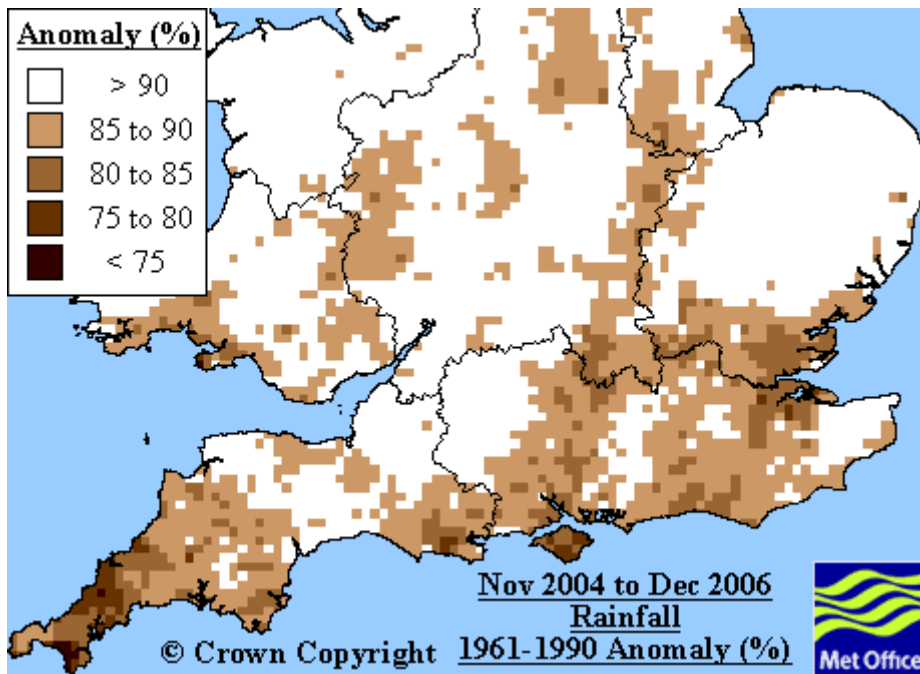 Anomaly (%)
> 90
85 to 90
80 to 85
75 to 80
< 75
Nov 2004 to Dec 2006
Rainfall
1961-1990 Anomaly (%)
© Crown Copyright
Met Office